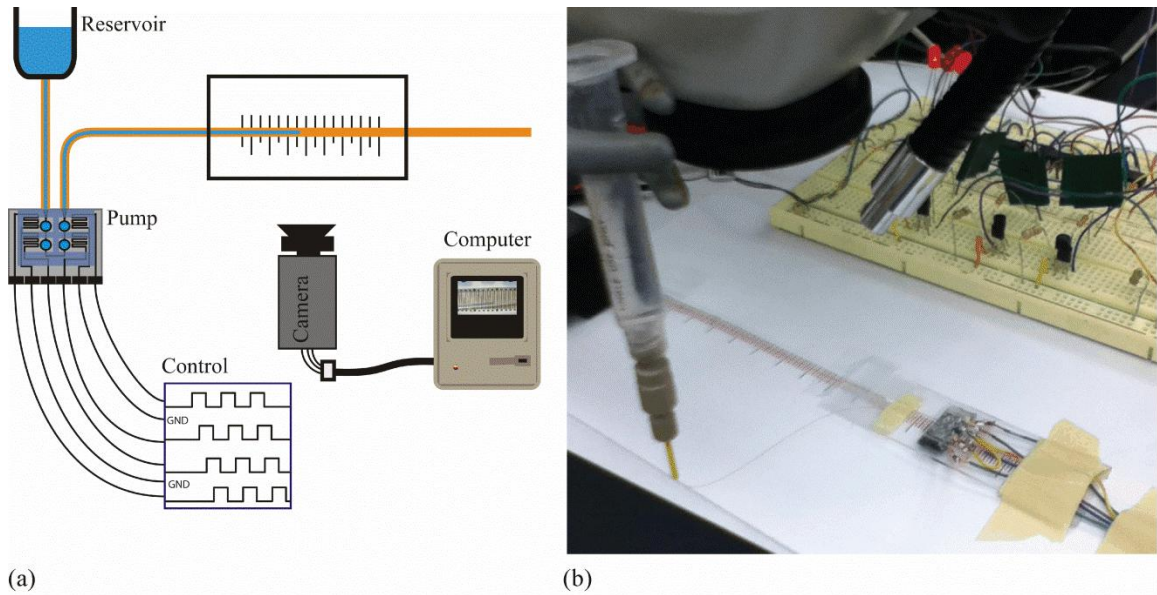 Reservoir
Pump
Camera
Computer
Control
GND
GND
(a)
(b)